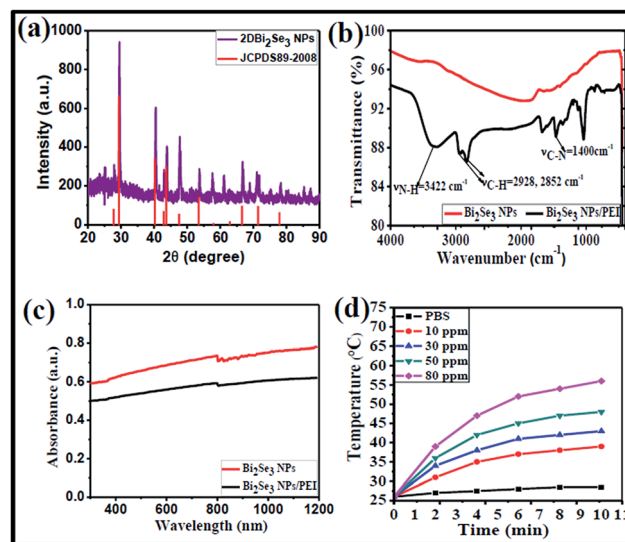 (a)
2DBi2Se3 NPs
JCPDS89-2008
Intensity (a.u.)
1000
800
600
400
200
0
20 30 40 50 60 70 80 90
2θ (degree)
(b)
Transmittance (%)
100
96
92
88
84
νC-N=1400cm-1
νN-H=3422 cm-1
νC-H=2928, 2852 cm-1
Bi2Se3 NPs Bi2Se3 NPs/PEI
4000 3000 2000 1000 0
Wavenumber (cm-1)
(c)
Absorbance (a.u.)
1.0
0.8
0.6
0.4
0.2
0.0
Bi2Se3 NPs
Bi2Se3 NPs/PEI
400 600 800 1000 1200
Wavelength (nm)
(d)
Temperature (°C)
75
70
65
60
55
50
45
40
35
30
25
PBS
10 ppm
30 ppm
50 ppm
80 ppm
0 1 2 3 4 5 6 7 8 9 10 11
Time (min)